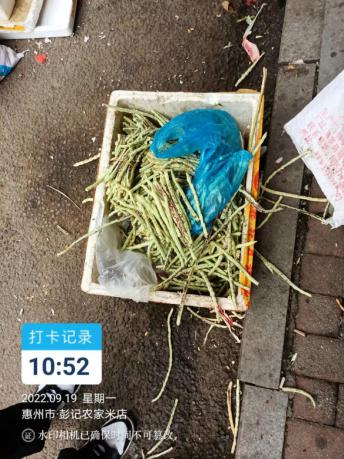 打卡记录
10:52
2022.09.19 星期一
惠州市·彭记农家米店
水印相机已确保时间不可篡改